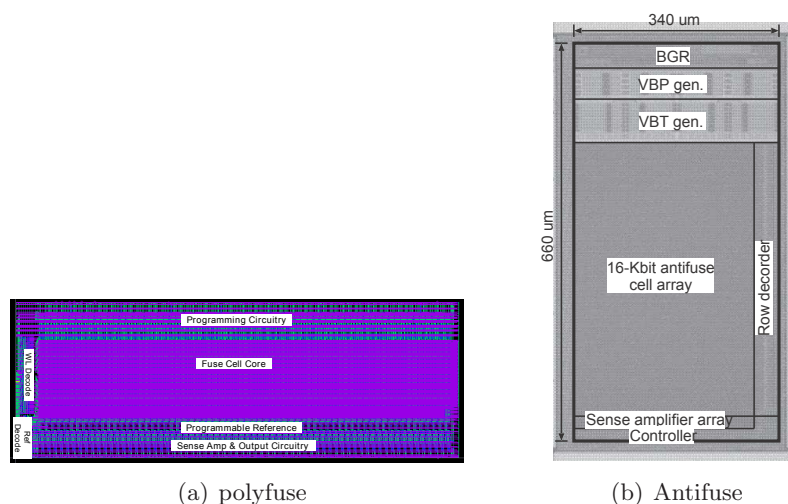 Programming Circuitry
Fuse Cell Core
WL Decode
Programmable Reference
Ref
Decode
Sense Amp & Output Circuitry
(a) polyfuse
340 um
660 um
BGR
VBP gen.
VBT gen.
16-Kbit antifuse
cell array
Row decorder
Sense amplifier array
Controller
(b) Antifuse